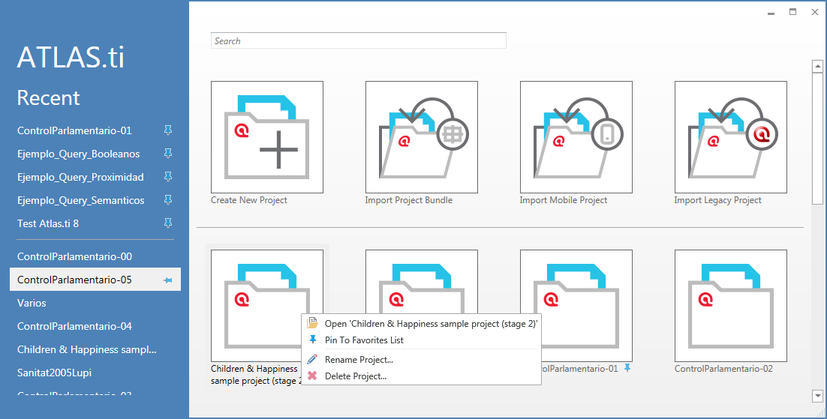 ATLAS.ti
Recent
ControlParlamentario-01
Ejemplo_Query_Booleanos
Ejemplo_Query_Proximidad
Ejemplo_Query_Semanticos
Test Atlas.ti 8
ControlParlamentario-00
ControlParlamentario-05
Varios
ControlParlamentario-04
Children & Happiness sampl...
Sanitat2005Lupi
ControlParlamentario-03
Search
Create New Project
Import Project Bundle
Import Mobile Project
Import Legacy Project
Open 'Children & Happiness sample project (stage 2)'
Pin To Favorites List
Rename Project...
Delete Project...
Children & Happiness
sample project (stage 2
ControlParlamentario-01
ControlParlamentario-02